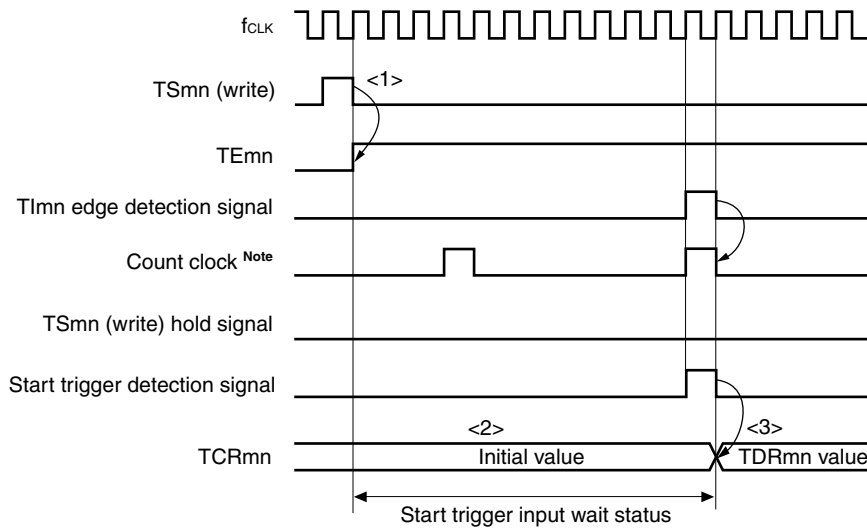 fCLK
TSmn (write)
<1>
TEmn
TImn edge detection signal
Count clock Note
TSmn (write) hold signal
Start trigger detection signal
<2>
<3>
TCRmn
Initial value
TDRmn value
Start trigger input wait status